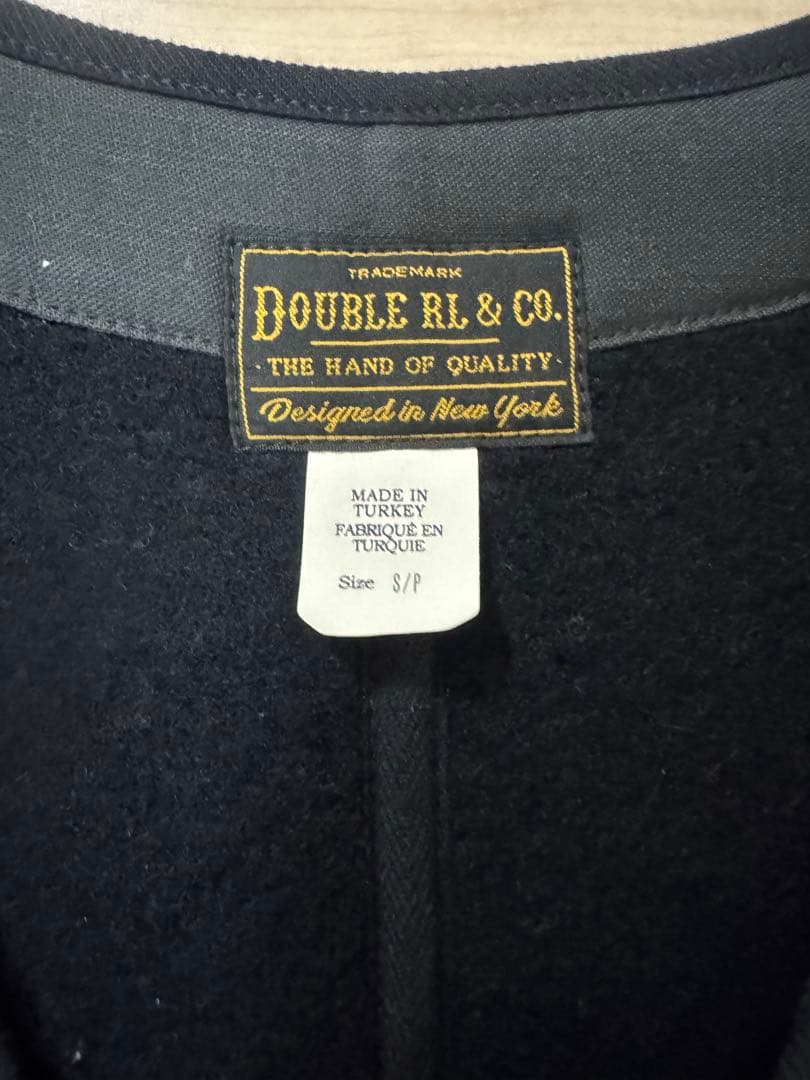 TRADEMARK
DOUBLE RL & CO.
· THE HAND OF QUALITY ·
Designed in New York
MADE IN
TURKEY
FABRIQUÉ EN
TURQUIE
Size S/P